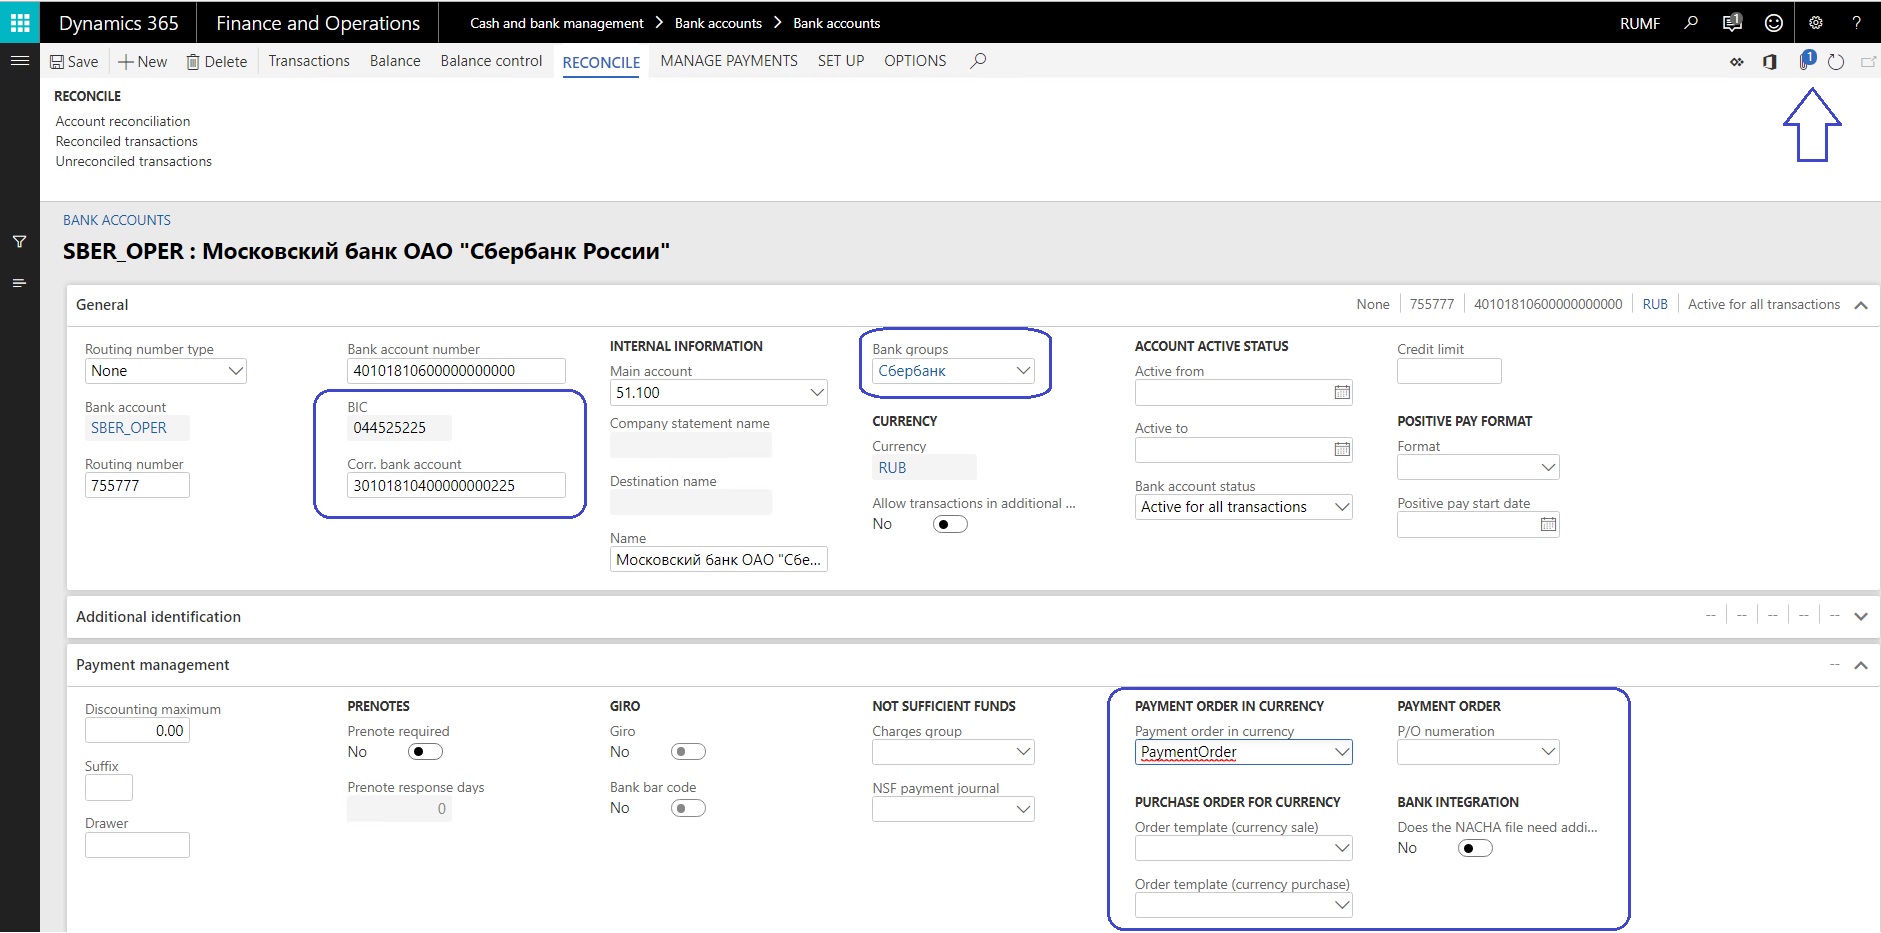 Dynamics 365 Finance and Operations Cash and bank management Bank accounts Bank accounts RUMF 1 ?
Save New Delete Transactions Balance Balance control RECONCILE MANAGE PAYMENTS SET UP OPTIONS 1
RECONCILE
Account reconciliation
Reconciled transactions
Unreconciled transactions
BANK ACCOUNTS
SBER_OPER : Московский банк ОАО "Сбербанк России"
General None 755777 40101810600000000000 RUB Active for all transactions
Routing number type
None
Bank account
SBER_OPER
Routing number
755777
Bank account number
40101810600000000000
BIC
044525225
Corr. bank account
30101810400000000225
INTERNAL INFORMATION
Main account
51.100
Company statement name
Destination name
Name
Московский банк ОАО "Сбе...
Bank groups
Сбербанк
CURRENCY
Currency
RUB
Allow transactions in additional ...
No
ACCOUNT ACTIVE STATUS
Active from
Active to
Bank account status
Active for all transactions
Credit limit
POSITIVE PAY FORMAT
Format
Positive pay start date
Additional identification -- -- -- -- --
Payment management --
Discounting maximum
0.00
Suffix
Drawer
PRENOTES
Prenote required
No
Prenote response days
0
GIRO
Giro
No
Bank bar code
No
NOT SUFFICIENT FUNDS
Charges group
NSF payment journal
PAYMENT ORDER IN CURRENCY
Payment order in currency
PaymentOrder
PURCHASE ORDER FOR CURRENCY
Order template (currency sale)
Order template (currency purchase)
PAYMENT ORDER
P/O numeration
BANK INTEGRATION
Does the NACHA file need addi...
No